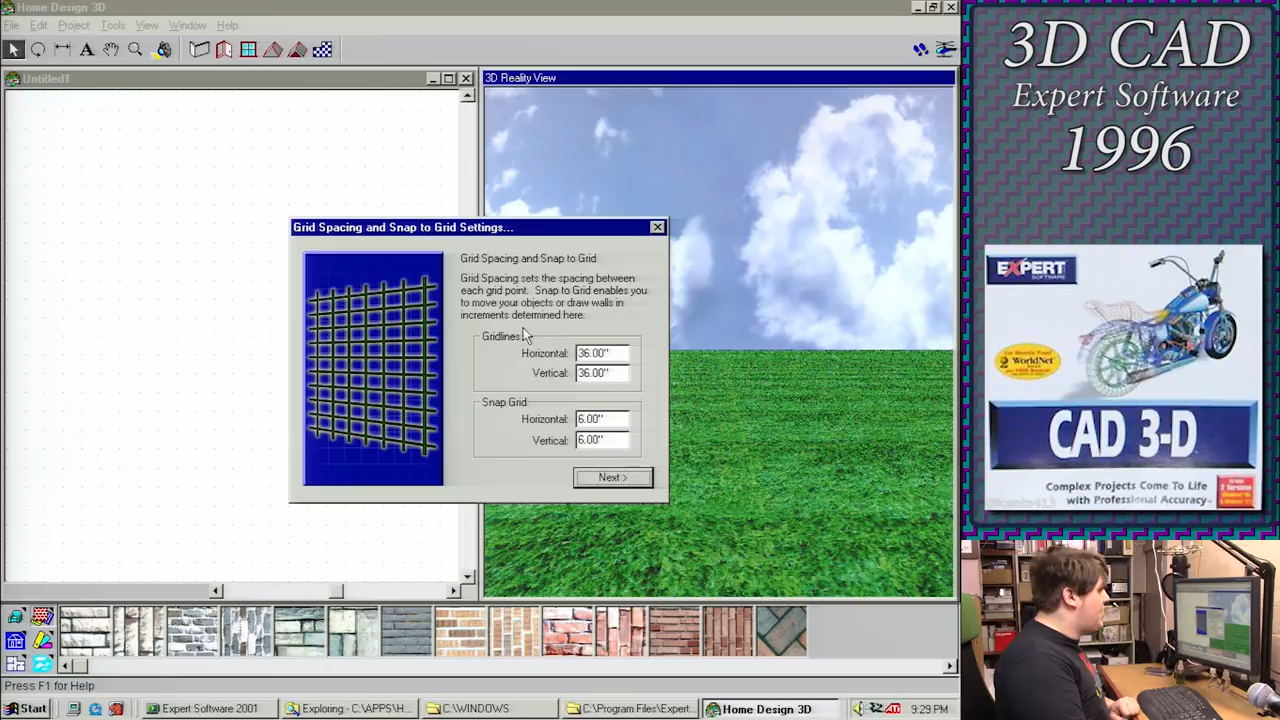 Home Design 3D
File Edit Project Tools View Window Help
Untitled1
3D Reality View
Grid Spacing and Snap to Grid Settings...
Grid Spacing and Snap to Grid
Grid Spacing sets the spacing between
each grid point. Snap to Grid enables you
to move your objects or draw walls in
increments determined here.
Gridlines
Horizontal: 36.00"
Vertical: 36.00"
Snap Grid
Horizontal: 6.00"
Vertical: 6.00"
Next >
Press F1 for Help
Start
Expert Software 2001
Exploring - C:\APPS\H...
C:\WINDOWS
C:\Program Files\Expert...
Home Design 3D
9:29 PM
3D CAD
Expert Software
1996
EXPERT
SOFTWARE
WorldNet
CAD 3-D
Complex Projects Come To Life
with Professional Accuracy